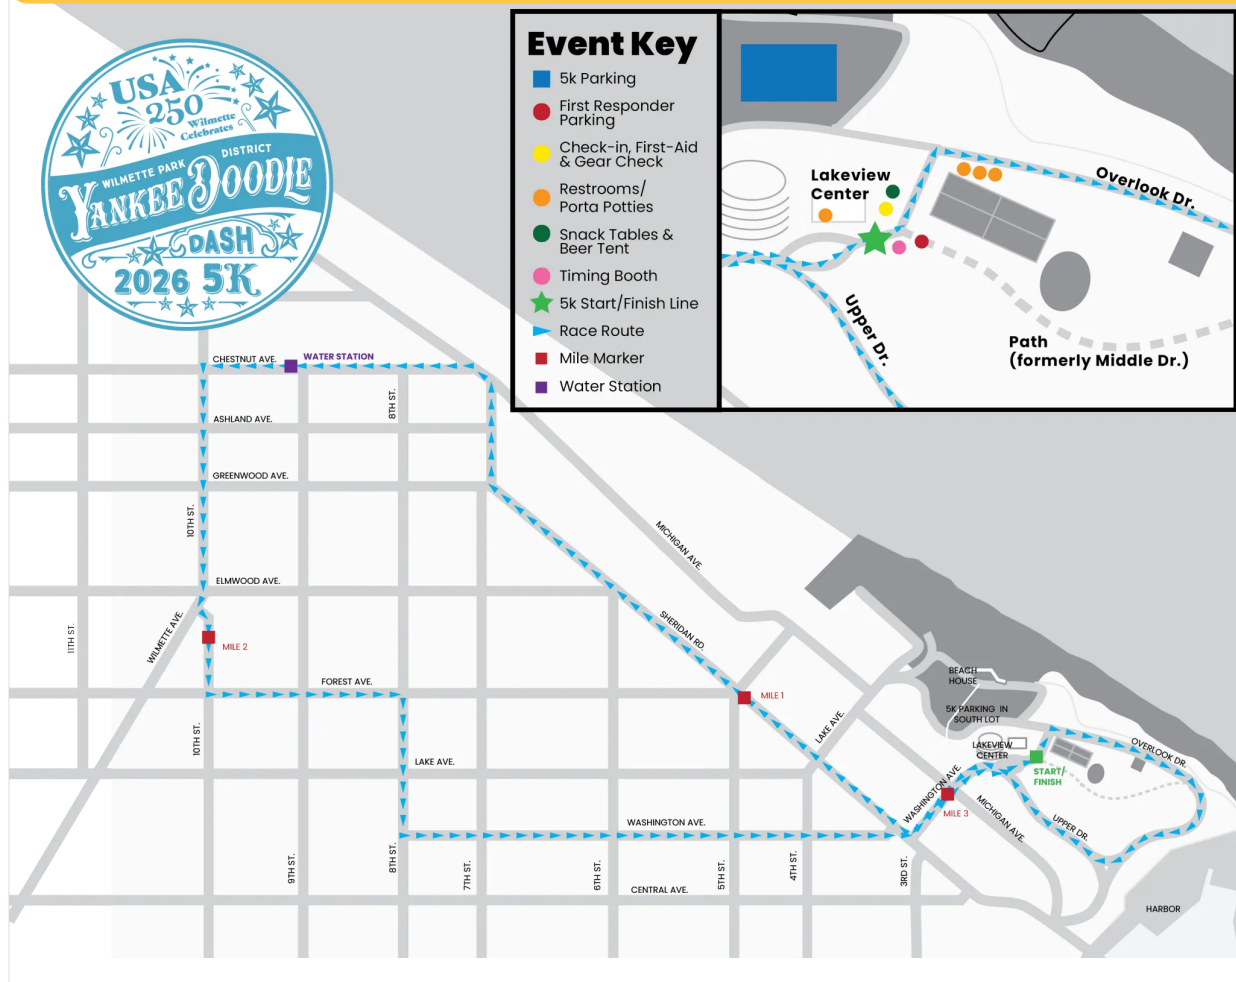 USA
250
Wilmette
Celebrates
WILMETTE PARK DISTRICT
YANKEE DOODLE
DASH
2026 5K
Event Key
5k Parking
First Responder
Parking
Check-in, First-Aid
& Gear Check
Restrooms/
Porta Potties
Snack Tables &
Beer Tent
Timing Booth
5k Start/Finish Line
Race Route
Mile Marker
Water Station
Lakeview
Center
Overlook Dr.
Upper Dr.
Path
(formerly Middle Dr.)
CHESTNUT AVE.
WATER STATION
8TH ST.
ASHLAND AVE.
GREENWOOD AVE.
10TH ST.
MICHIGAN AVE.
ELMWOOD AVE.
11TH ST.
WILMETTE AVE.
MILE 2
SHERIDAN RD.
FOREST AVE.
MILE 1
BEACH
HOUSE
5K PARKING IN
SOUTH LOT
10TH ST.
LAKE AVE.
LAKE AVE.
LAKEVIEW
CENTER
OVERLOOK DR.
START/
FINISH
WASHINGTON AVE.
MILE 3
MICHIGAN AVE.
UPPER DR.
WASHINGTON AVE.
9TH ST.
8TH ST.
7TH ST.
6TH ST.
5TH ST.
4TH ST.
3RD ST.
CENTRAL AVE.
HARBOR